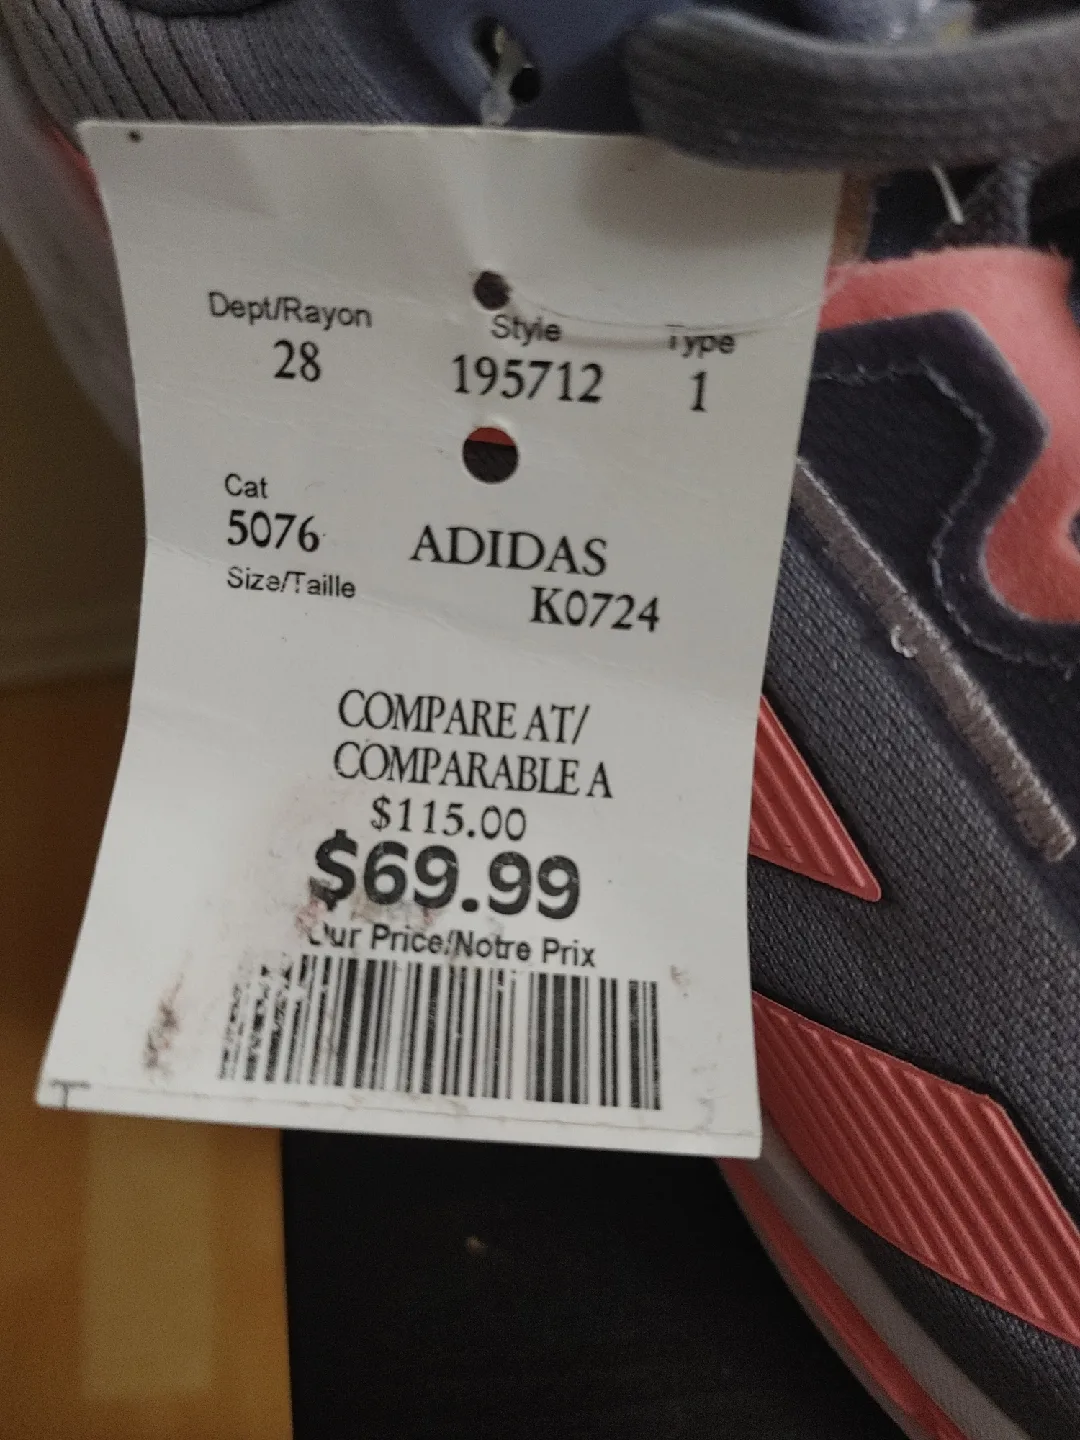 Dept/Rayon Style Type
28 195712 1
Cat
5076 ADIDAS
Size/Taille K0724
COMPARE AT/
COMPARABLE A
$115.00
$69.99
Our Price/Notre Prix